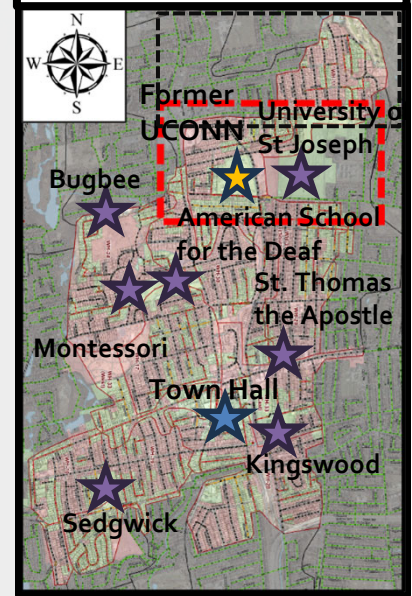 N
W E
S
Former
UCONN
University o
St Joseph
Bugbee
American School
for the Deaf
St. Thomas
the Apostle
Montessori
Town Hall
Kingswood
Sedgwick